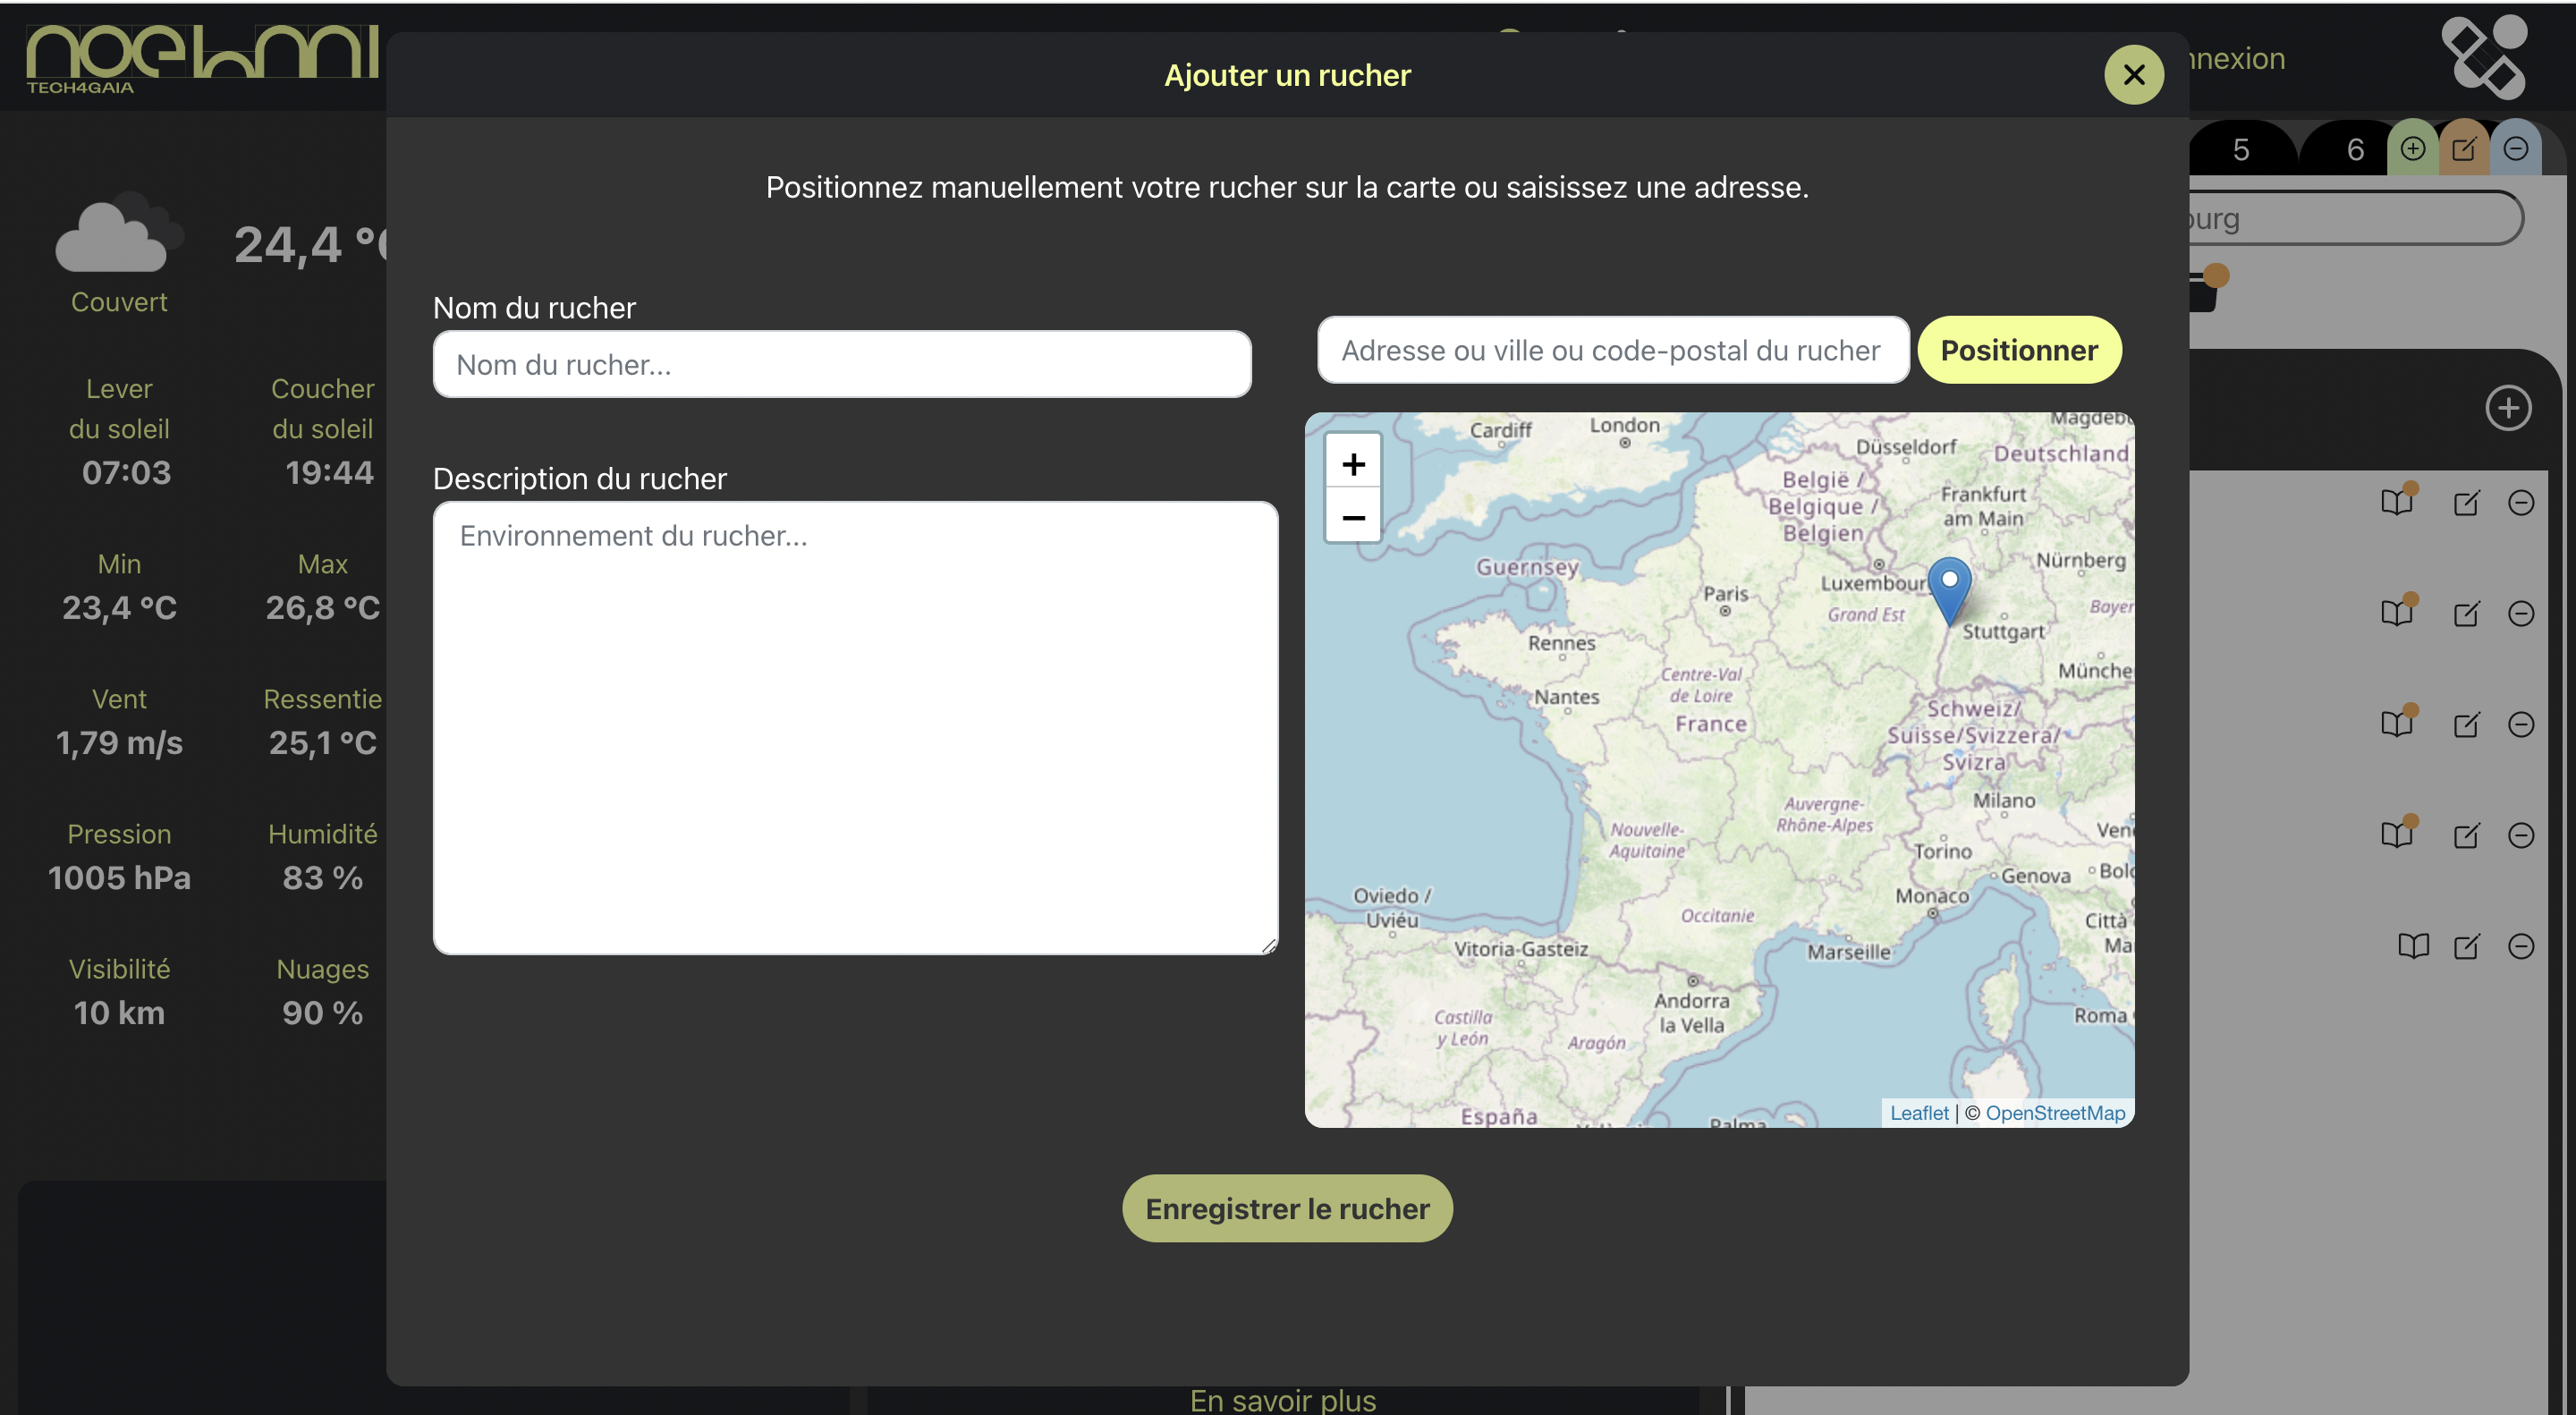 noebmi
TECH4GAIA
Ajouter un rucher
nnexion
5
6
Positionnez manuellement votre rucher sur la carte ou saisissez une adresse.
24,4 °C
Couvert
Lever
du soleil
07:03
Coucher
du soleil
19:44
Min
23,4 °C
Max
26,8 °C
Vent
1,79 m/s
Ressentie
25,1 °C
Pression
1005 hPa
Humidité
83 %
Visibilité
10 km
Nuages
90 %
Nom du rucher
Nom du rucher...
Description du rucher
Environnement du rucher...
Adresse ou ville ou code-postal du rucher
Positionner
+
−
Cardiff
London
Magdeb
Düsseldorf
Deutschland
België /
Belgique /
Belgien
Frankfurt
am Main
Guernsey
Nürnberg
Luxembour
Paris
Grand Est
Bayer
Stuttgart
Rennes
Münche
Centre-Val
de Loire
Nantes
France
Schweiz/
Suisse/Svizzera/
Svizra
Milano
Auvergne-
Rhône-Alpes
Nouvelle-
Aquitaine
Ven
Torino
Genova
Bol
Oviedo /
Uviéu
Monaco
Occitanie
Città
Ma
Vitoria-Gasteiz
Marseille
Andorra
la Vella
Roma
Castilla
y León
Aragón
España
Palma
Leaflet | © OpenStreetMap
Enregistrer le rucher
En savoir plus
ourg